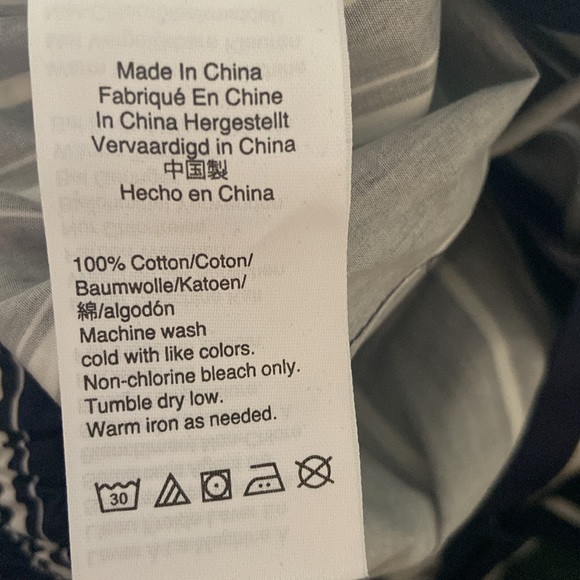 Made In China
Fabriqué En Chine
In China Hergestellt
Vervaardigd in China
中国製
Hecho en China
100% Cotton/Coton/
Baumwolle/Katoen/
綿/algodón
Machine wash
cold with like colors.
Non-chlorine bleach only.
Tumble dry low.
Warm iron as needed.
30